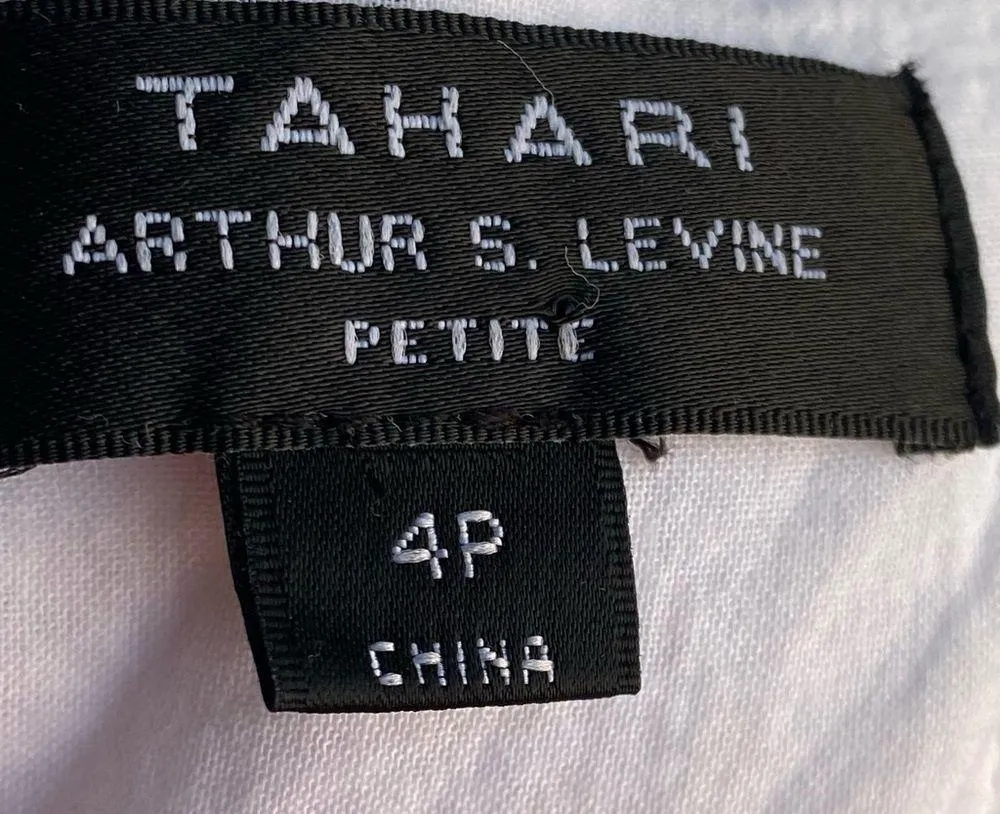 TAHARI
ARTHUR S. LEVINE
PETITE
4P
CHINA